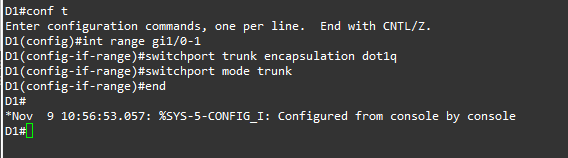 D1#conf t
Enter configuration commands, one per line.  End with CNTL/Z.
D1(config)#int range gi1/0-1
D1(config-if-range)#switchport trunk encapsulation dot1q
D1(config-if-range)#switchport mode trunk
D1(config-if-range)#end
D1#
*Nov  9 10:56:53.057: %SYS-5-CONFIG_I: Configured from console by console
D1#